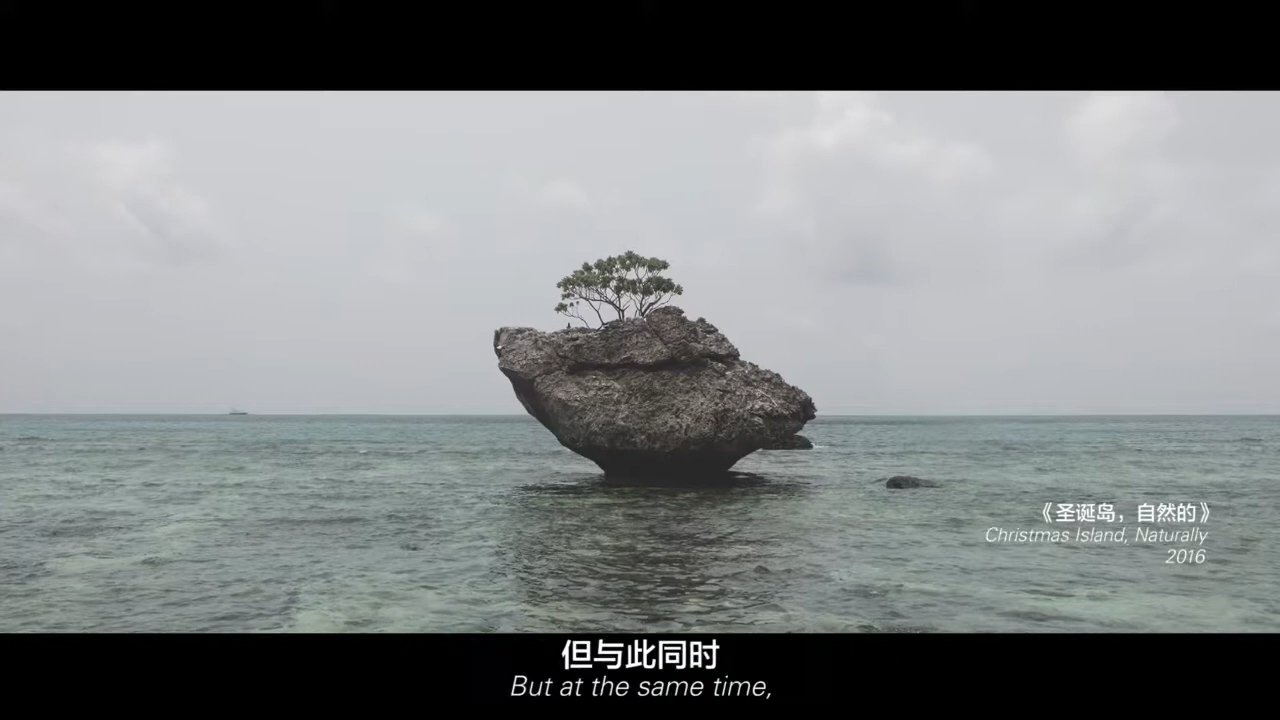 《圣诞岛，自然的》
Christmas Island, Naturally
2016
但与此同时
But at the same time,